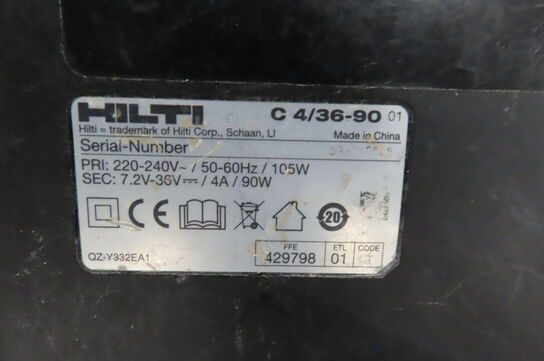 HILTI C 4/36-90 01
Hilti = trademark of Hilti Corp., Schaan, LI Made in China
Serial-Number
PRI: 220-240V~ / 50-60Hz / 105W
SEC: 7.2V-36V⎓ / 4A / 90W
CE 20
FFE ETL CODE
QZ-Y332EA1 429798 01